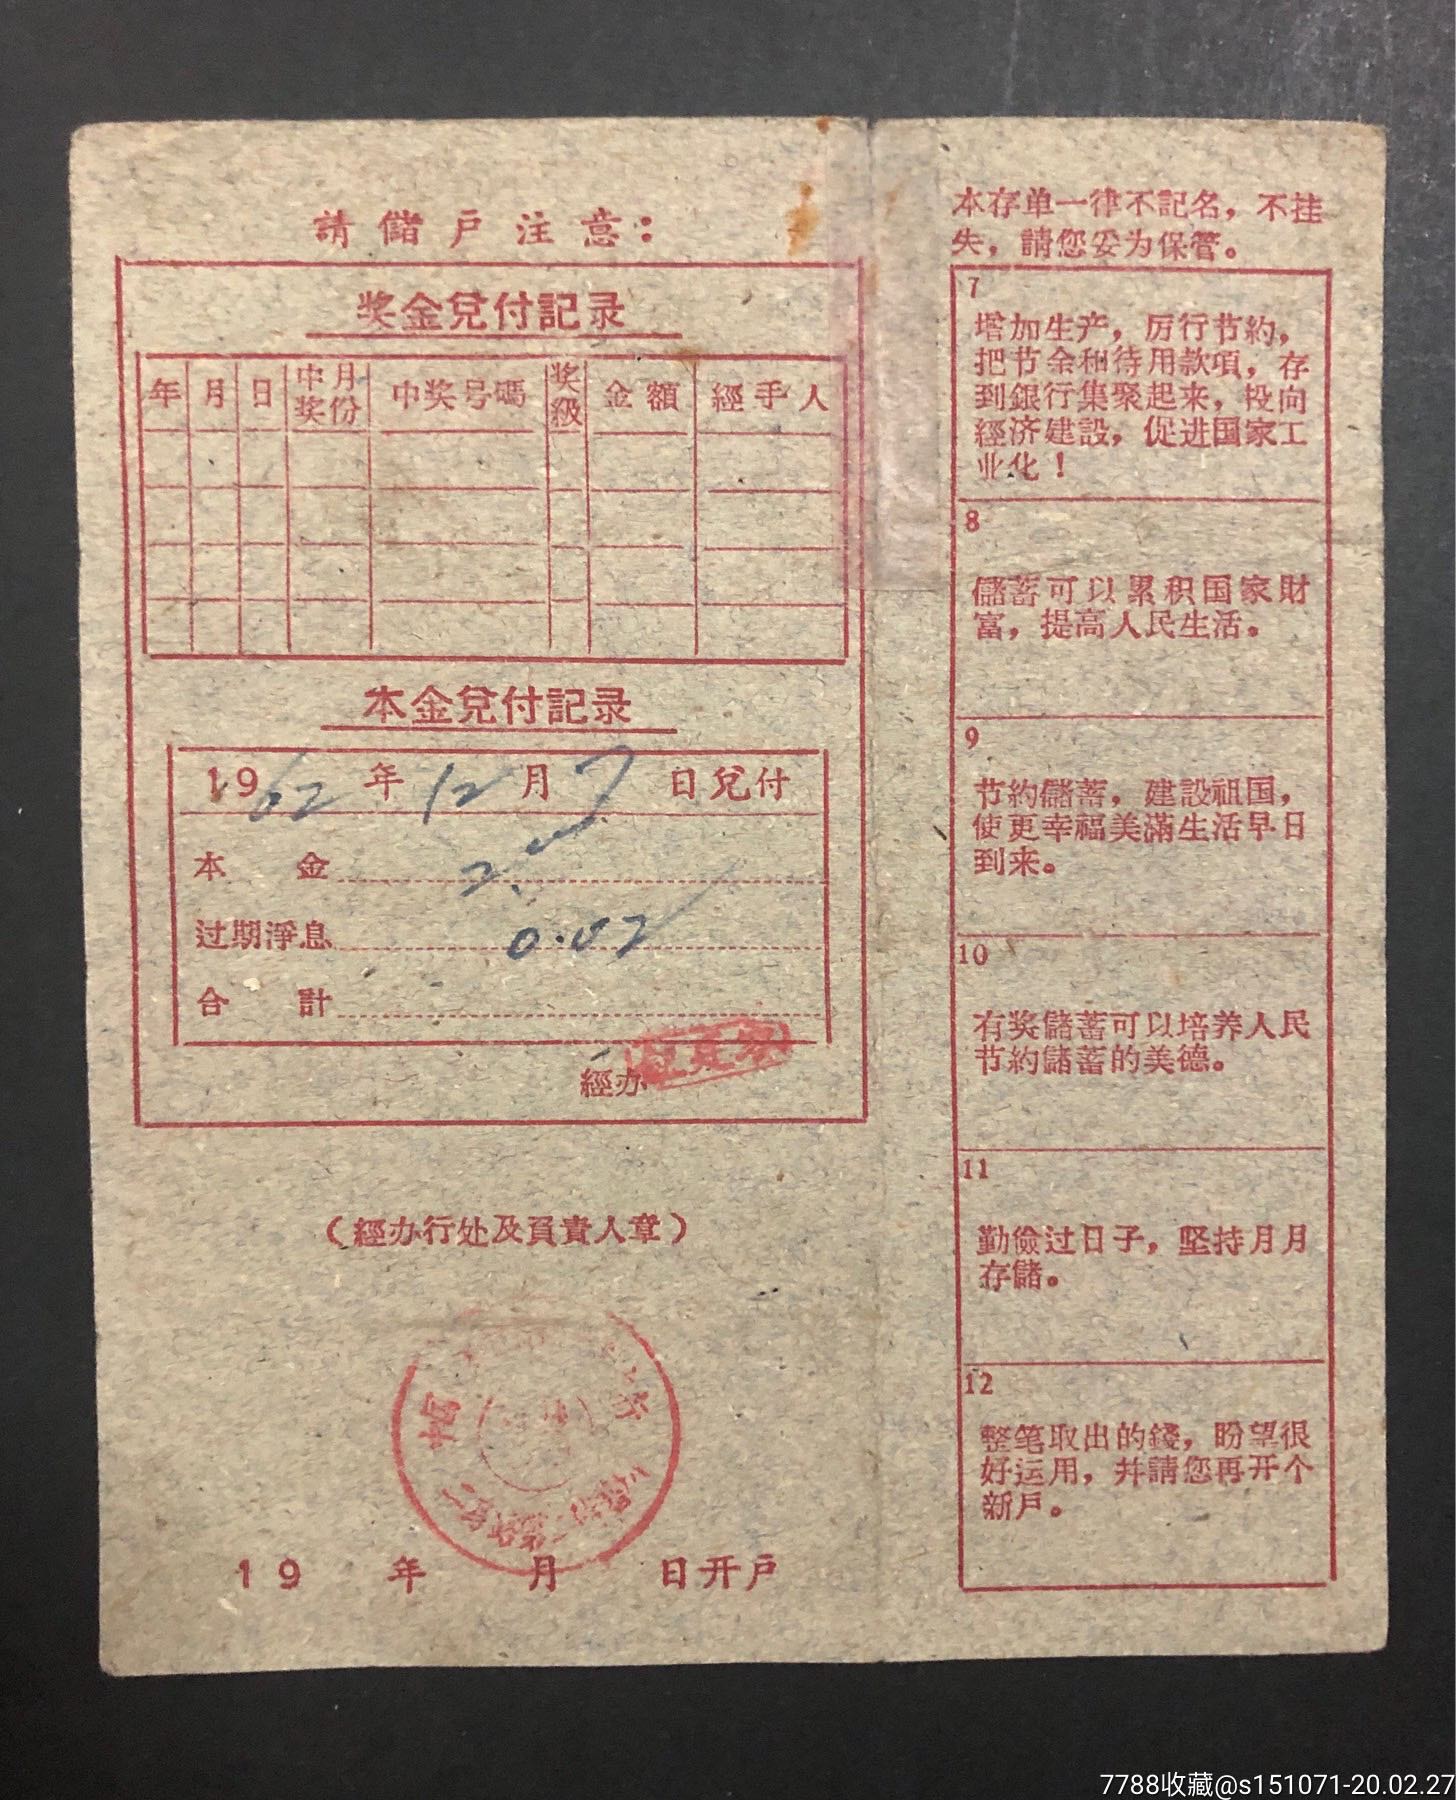 請儲戶注意：
奖金兌付記录
年 月 日 中奖月份 中奖号碼 奖級 金額 經手人
本金兌付記录
1962年12月7日兌付
本金 2.
过期淨息 0.02
合計
經办
（經办行处及負責人章）
19 年 月 日开戶
本存单一律不記名，不挂
失，請您妥为保管。
7
增加生产，厉行节約，
把节余和待用款項，存
到銀行集聚起来，投向
經济建設，促进国家工
业化！
8
儲蓄可以累积国家財
富，提高人民生活。
9
节約儲蓄，建設祖国，
使更幸福美滿生活早日
到来。
10
有奖儲蓄可以培养人民
节約儲蓄的美德。
11
勤儉过日子，坚持月月
存儲。
12
整笔取出的錢，盼望很
好运用，幷請您再开个
新戶。
7788收藏@s151071-20.02.27